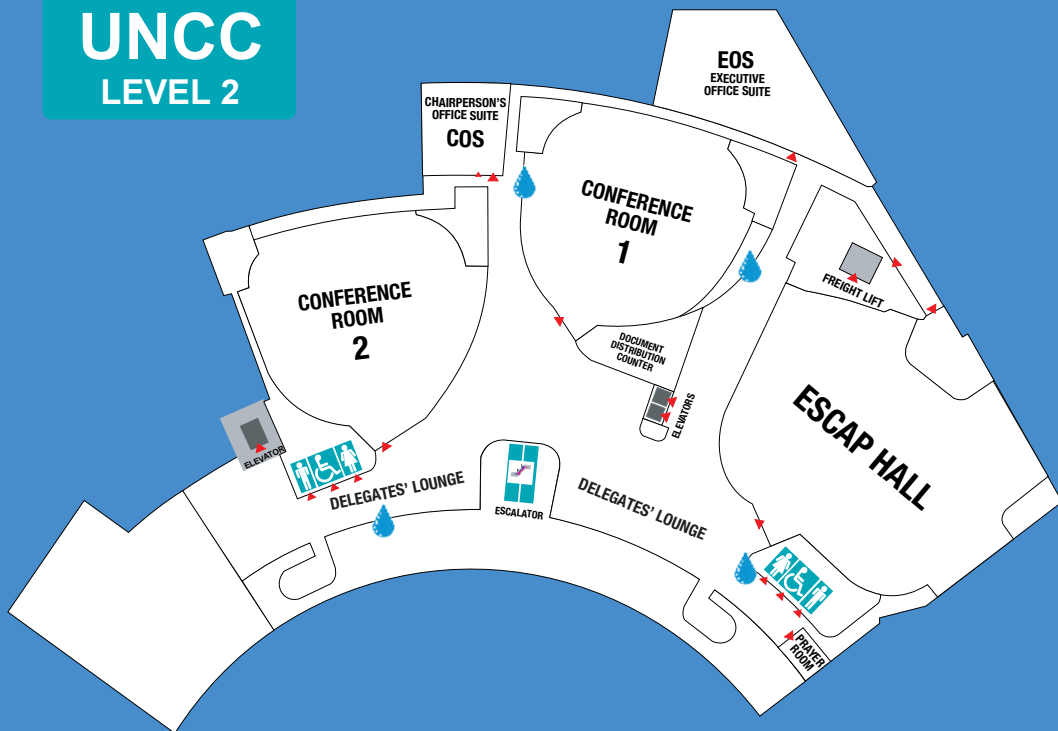 UNCC
LEVEL 2
EOS
EXECUTIVE
OFFICE SUITE
CHAIRPERSON'S
OFFICE SUITE
COS
CONFERENCE
ROOM
1
CONFERENCE
ROOM
2
FREIGHT LIFT
DOCUMENT
DISTRIBUTION
COUNTER
ELEVATORS
ESCAP HALL
ELEVATOR
DELEGATES' LOUNGE
ESCALATOR
DELEGATES' LOUNGE
PRAYER
ROOM